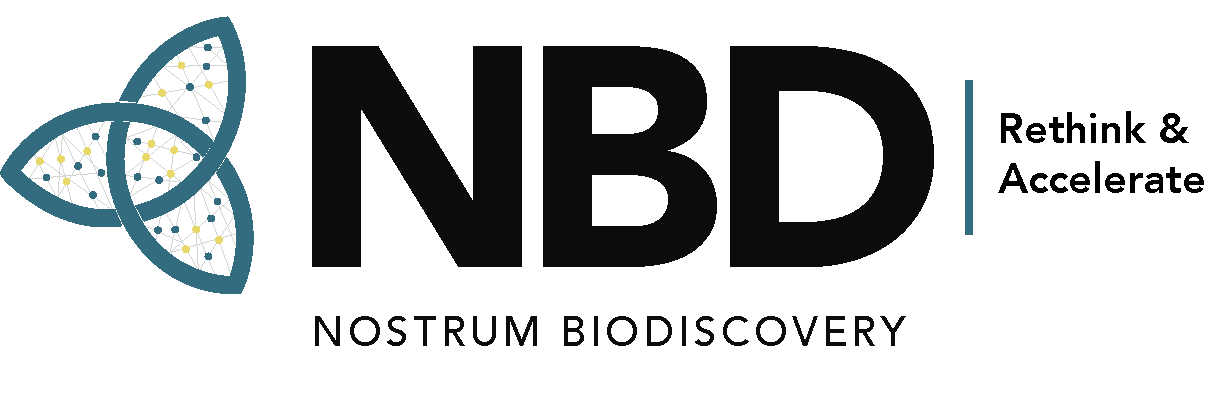 NBD
Rethink &
Accelerate
NOSTRUM BIODISCOVERY